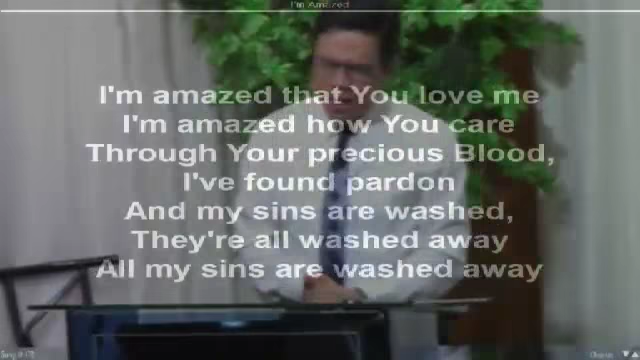 I'm Amazed
I'm amazed that You love me
I'm amazed how You care
Through Your precious Blood,
I've found pardon
And my sins are washed,
They're all washed away
All my sins are washed away
Chorus